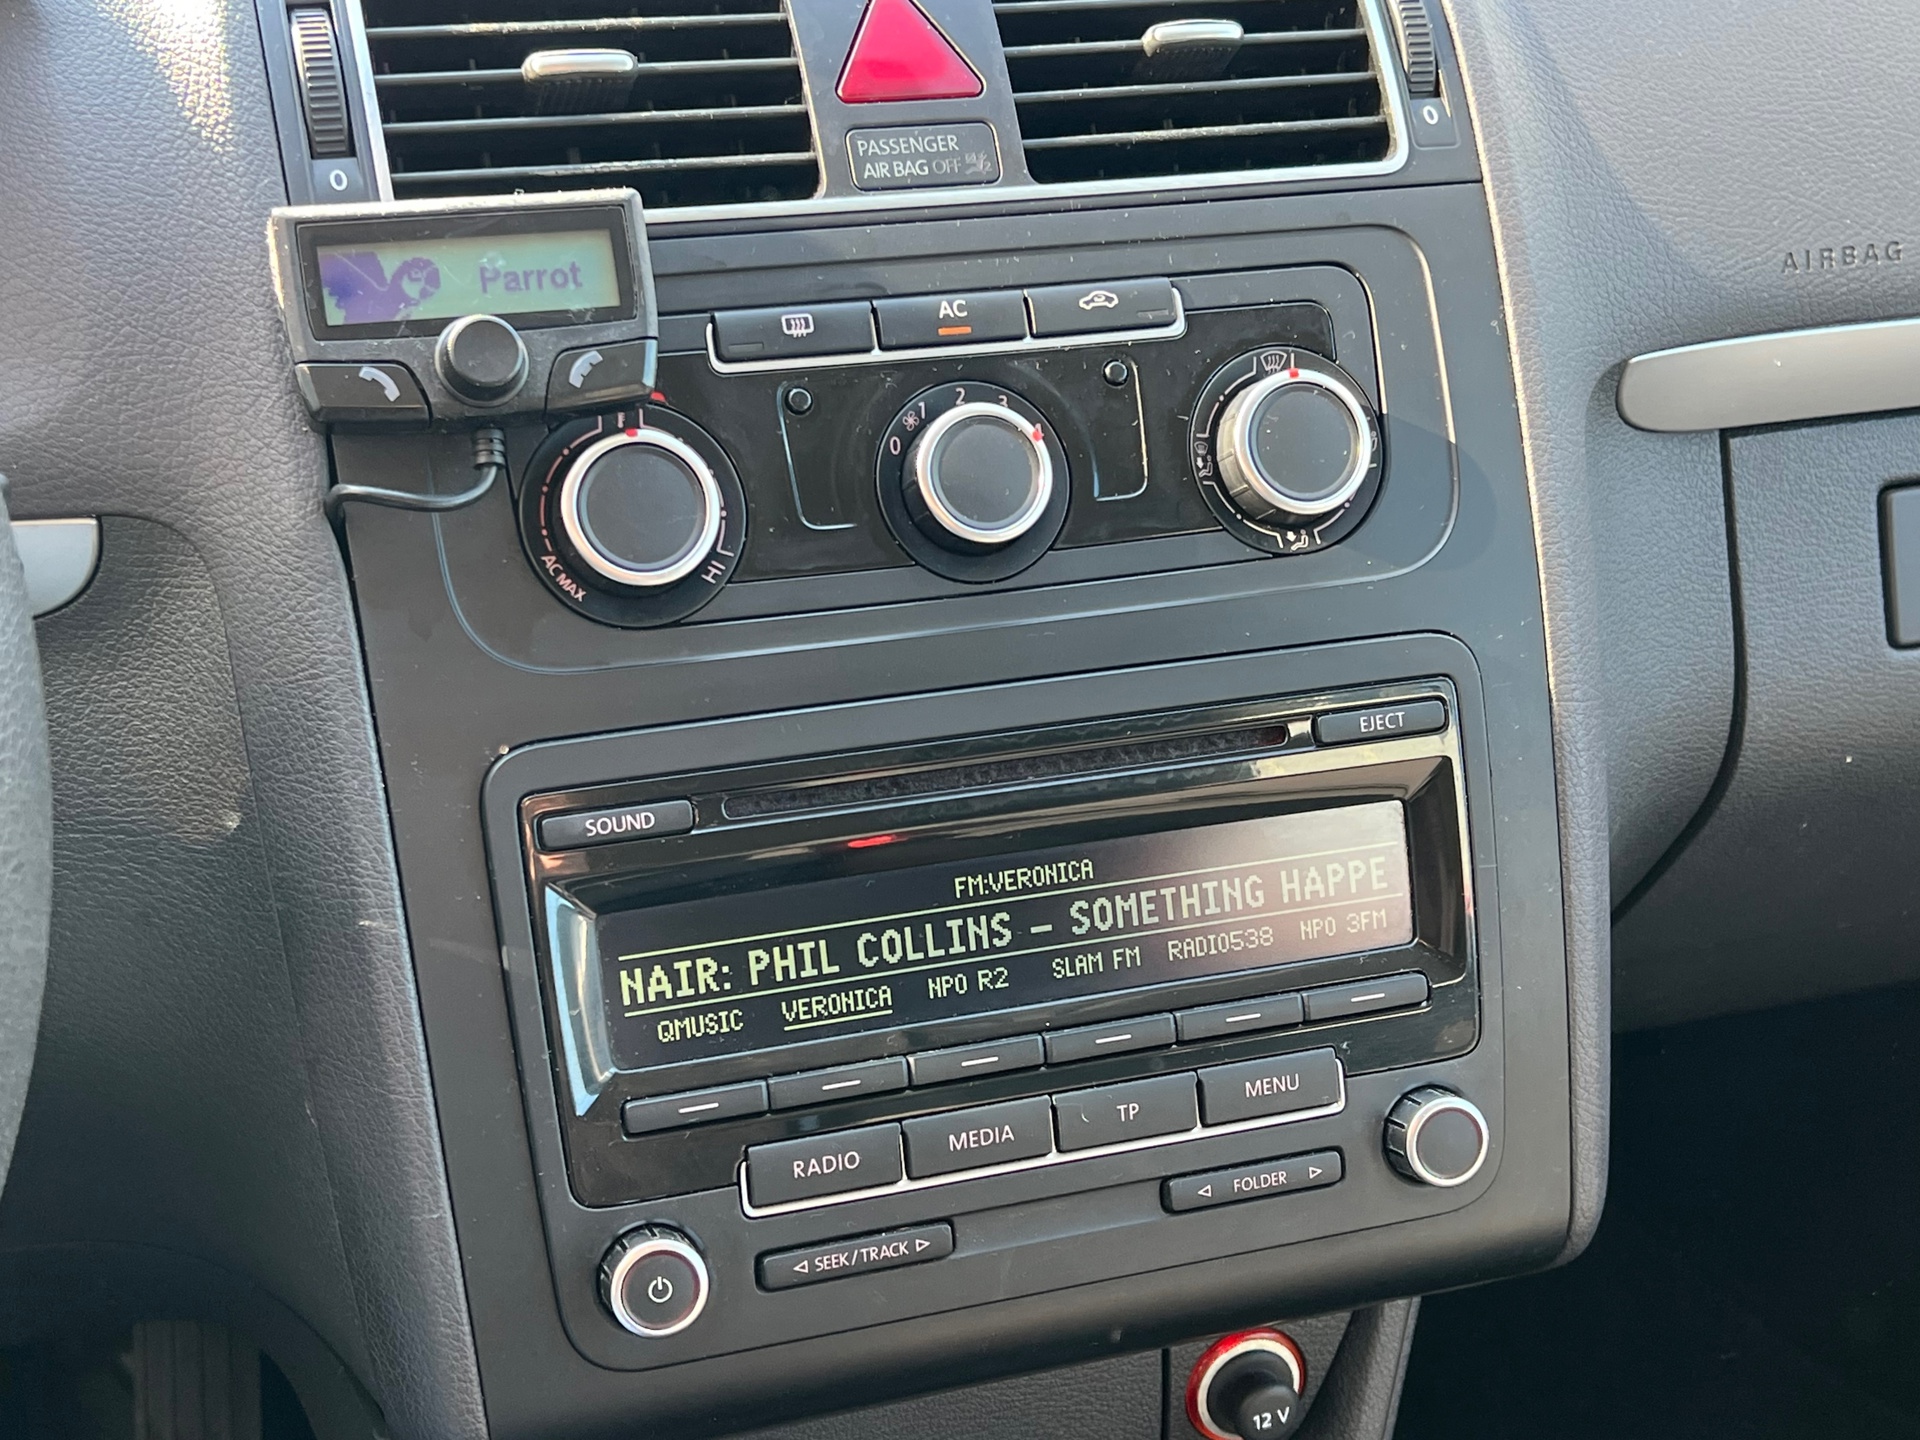 PASSENGER
AIR BAG OFF
0
0
AIRBAG
Parrot
AC
0 1 2 3
AC MAX
HI
EJECT
SOUND
FM:VERONICA
NAIR: PHIL COLLINS - SOMETHING HAPPE
QMUSIC VERONICA NPO R2 SLAM FM RADIO538 NPO 3FM
RADIO MEDIA TP MENU
FOLDER
SEEK/TRACK
12 V